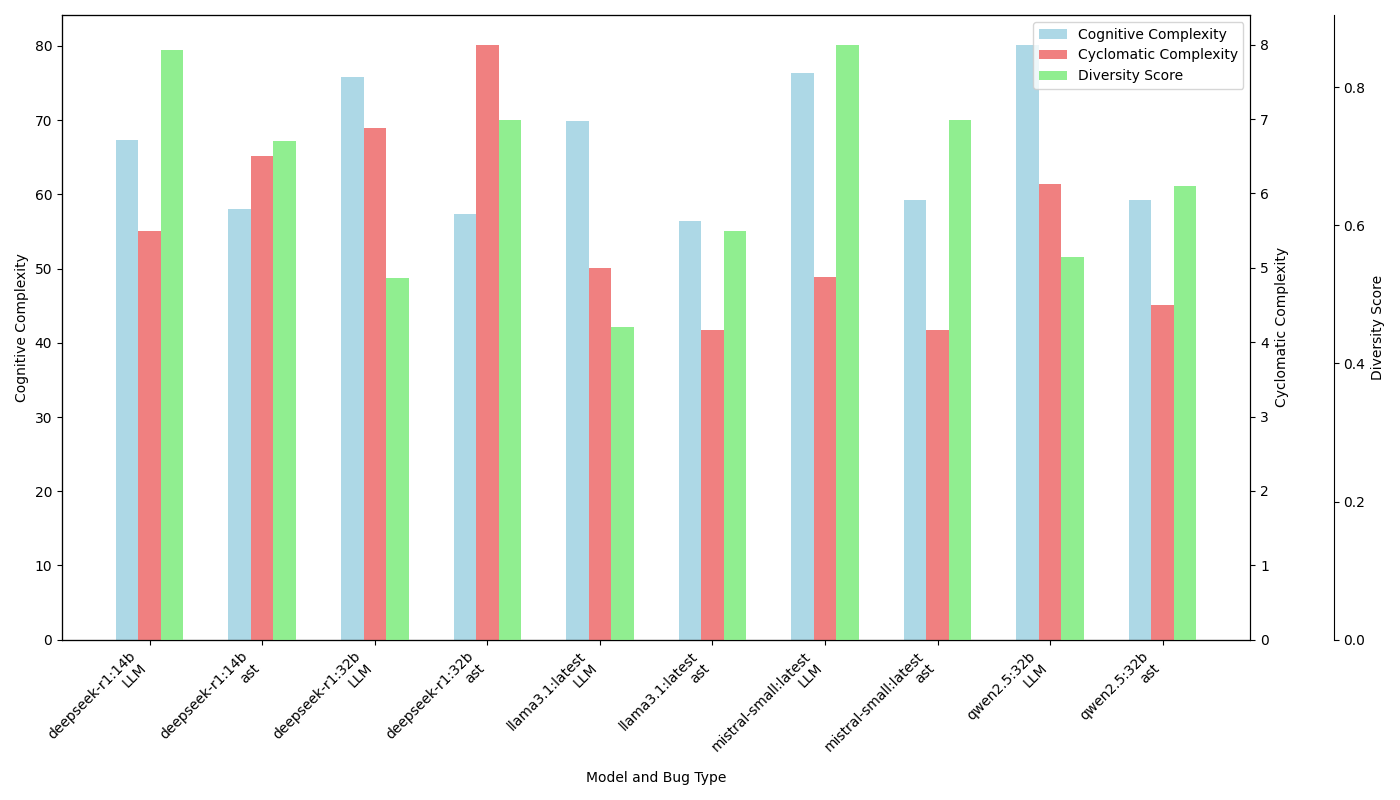 Cognitive Complexity
Cyclomatic Complexity
Diversity Score
80
70
60
50
40
30
20
10
0
Cognitive Complexity
8
7
6
5
4
3
2
1
0
Cyclomatic Complexity
0.8
0.6
0.4
0.2
0.0
Diversity Score
deepseek-r1:14b
LLM
deepseek-r1:14b
ast
deepseek-r1:32b
LLM
deepseek-r1:32b
ast
llama3.1:latest
LLM
llama3.1:latest
ast
mistral-small:latest
LLM
mistral-small:latest
ast
qwen2.5:32b
LLM
qwen2.5:32b
ast
Model and Bug Type